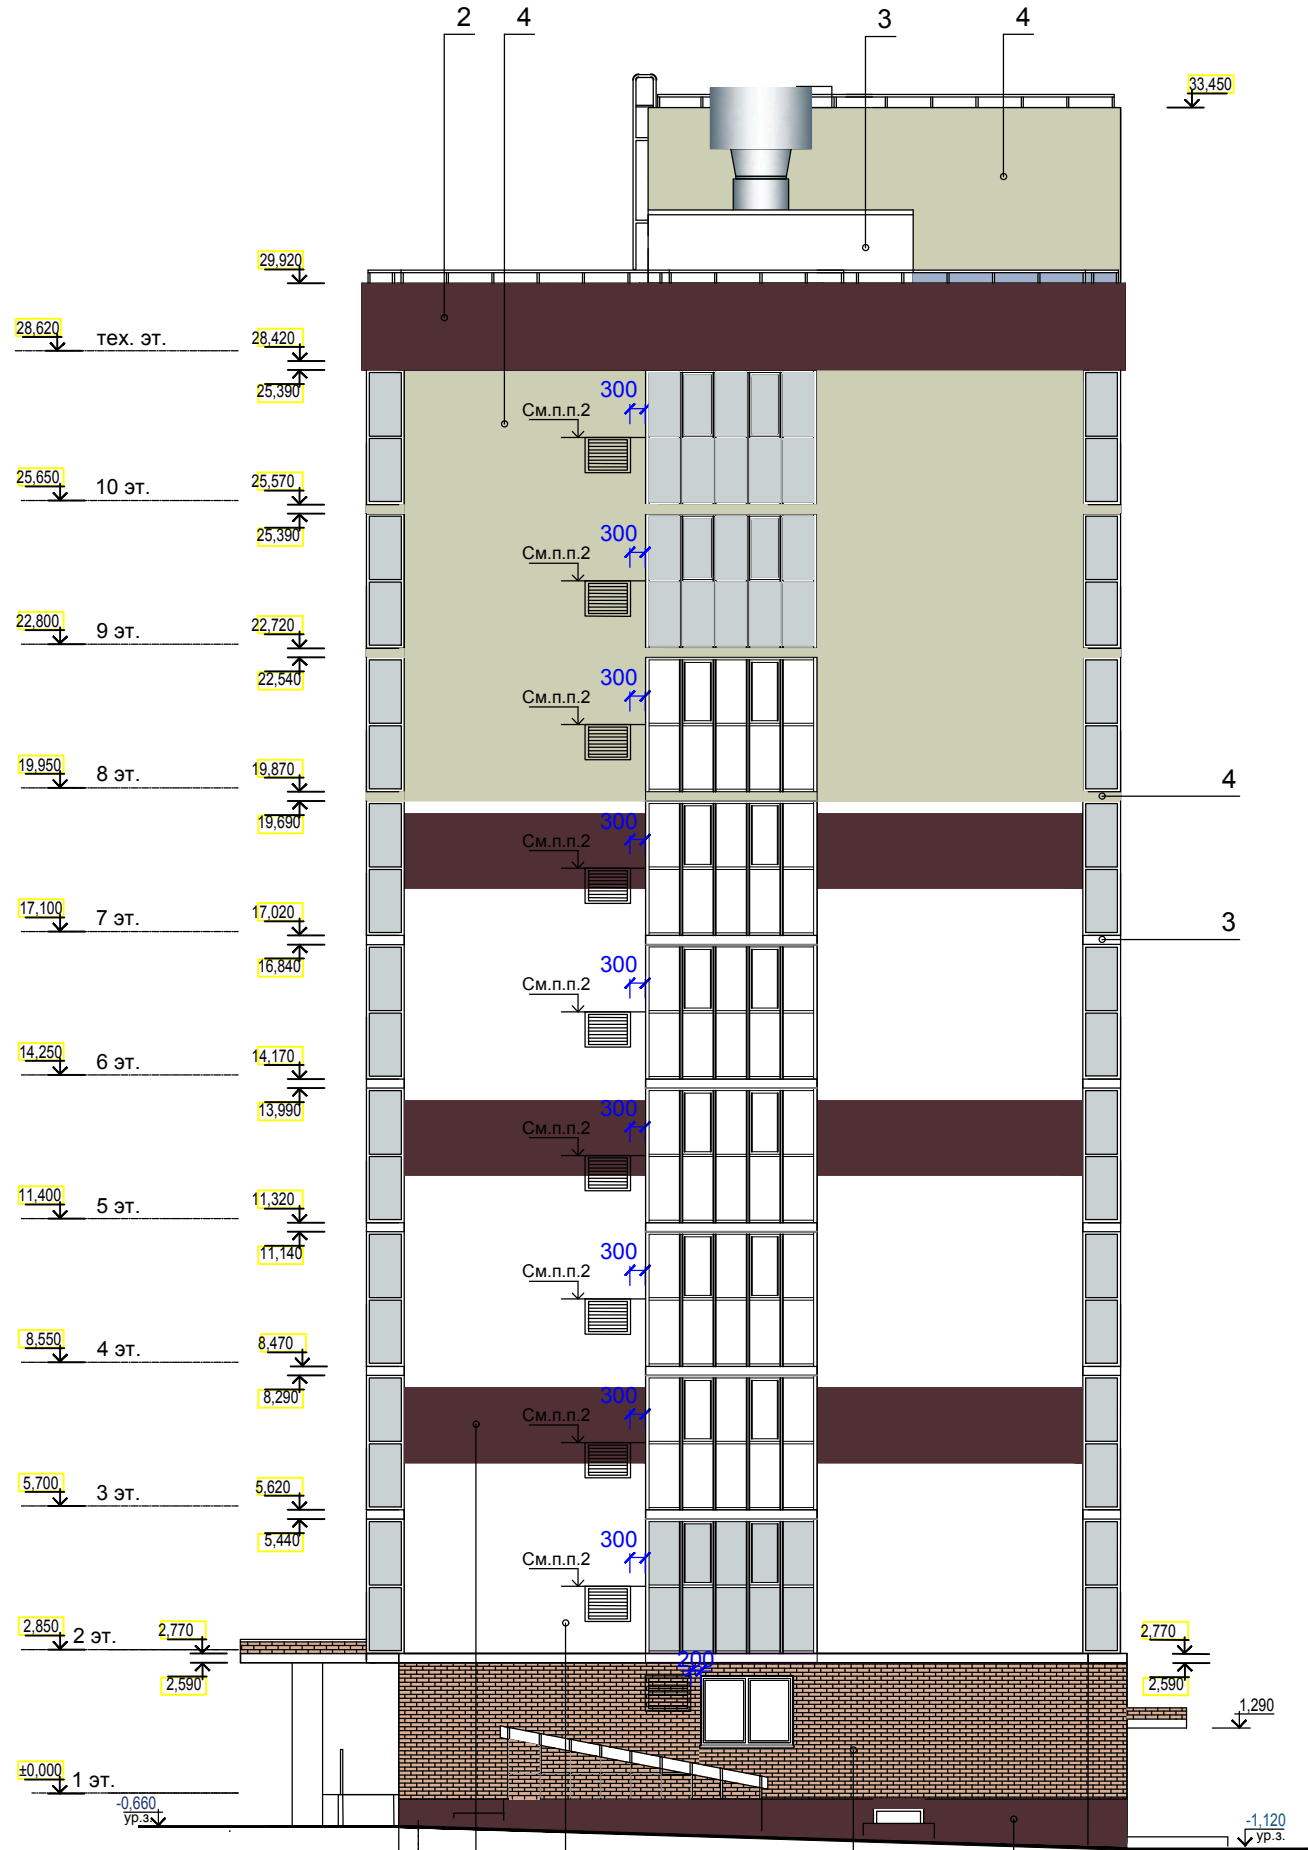 2 4 3 4
33,450
29,920
28,620 тех. эт. 28,420
25,390
300
См.п.п.2
25,650 10 эт. 25,570
25,390
300
См.п.п.2
22,800 9 эт. 22,720
22,540
300
См.п.п.2
19,950 8 эт. 19,870
4
19,690
300
См.п.п.2
17,100 7 эт. 17,020
3
16,840
300
См.п.п.2
14,250 6 эт. 14,170
13,990
300
См.п.п.2
11,400 5 эт. 11,320
11,140
300
См.п.п.2
8,550 4 эт. 8,470
8,290
300
См.п.п.2
5,700 3 эт. 5,620
5,440
300
См.п.п.2
2,850 2 эт. 2,770
2,770
200
2,590
2,590
1,290
±0,000 1 эт.
-0,660
ур.з.
-1,120
ур.з.